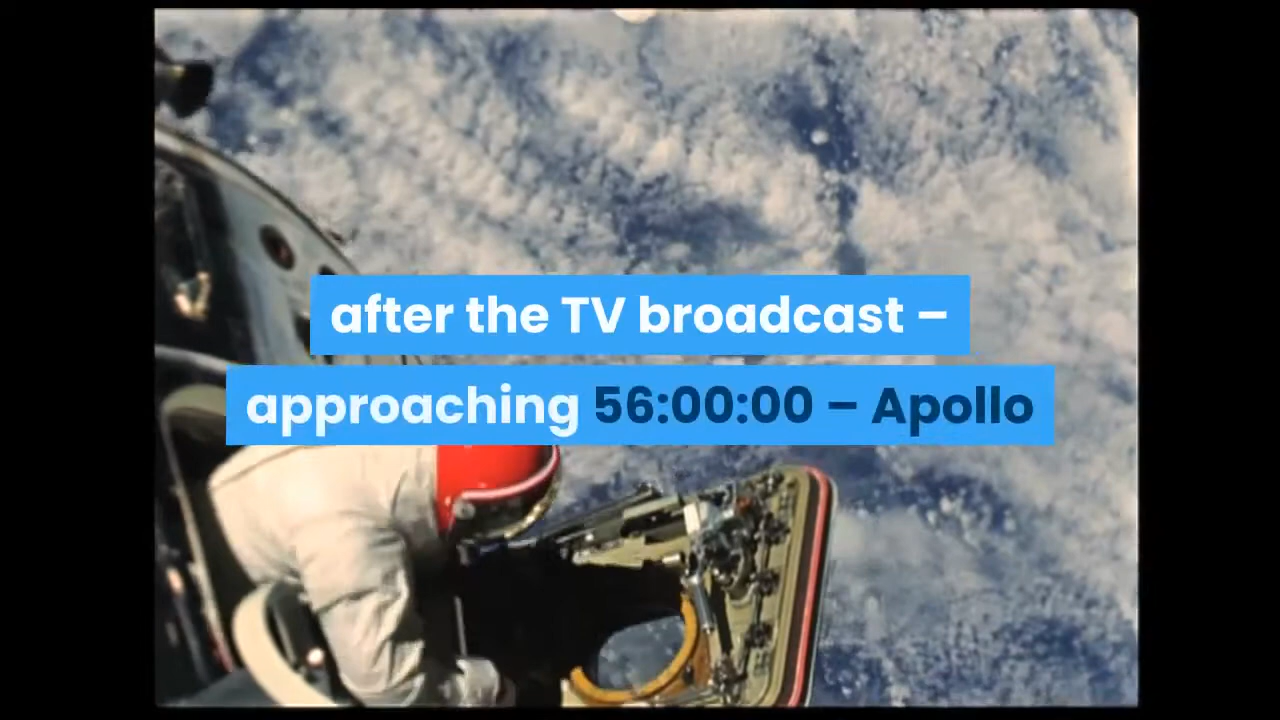 after the TV broadcast –
approaching 56:00:00 – Apollo